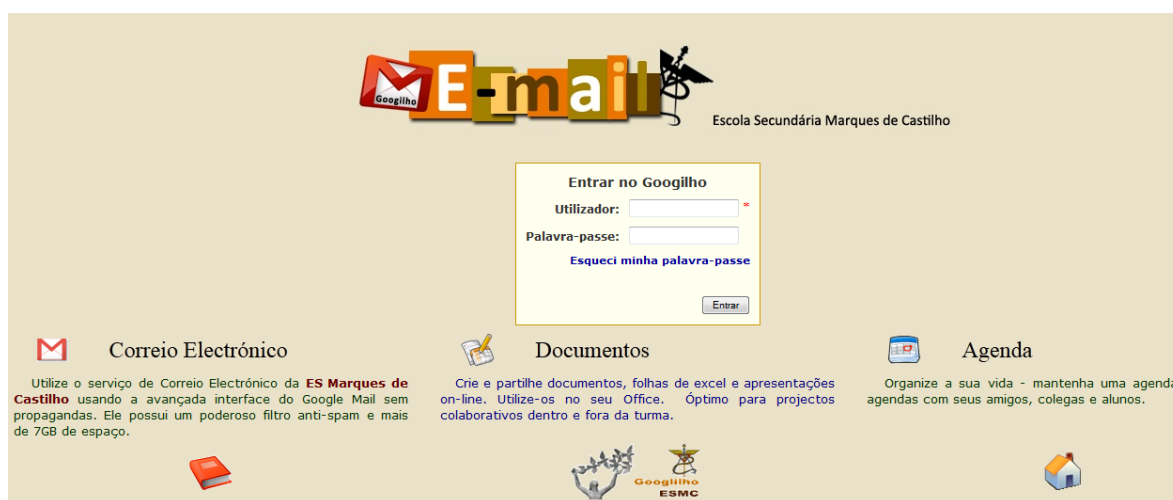 Googilho
E-mail
Escola Secundária Marques de Castilho
Entrar no Googilho
Utilizador: *
Palavra-passe:
Esqueci minha palavra-passe
Entrar
Correio Electrónico
Utilize o serviço de Correio Electrónico da ES Marques de
Castilho usando a avançada interface do Google Mail sem
propagandas. Ele possui um poderoso filtro anti-spam e mais
de 7GB de espaço.
Documentos
Crie e partilhe documentos, folhas de excel e apresentações
on-line. Utilize-os no seu Office. Óptimo para projectos
colaborativos dentro e fora da turma.
Agenda
Organize a sua vida - mantenha uma agenda
agendas com seus amigos, colegas e alunos.
Googlilho
ESMC